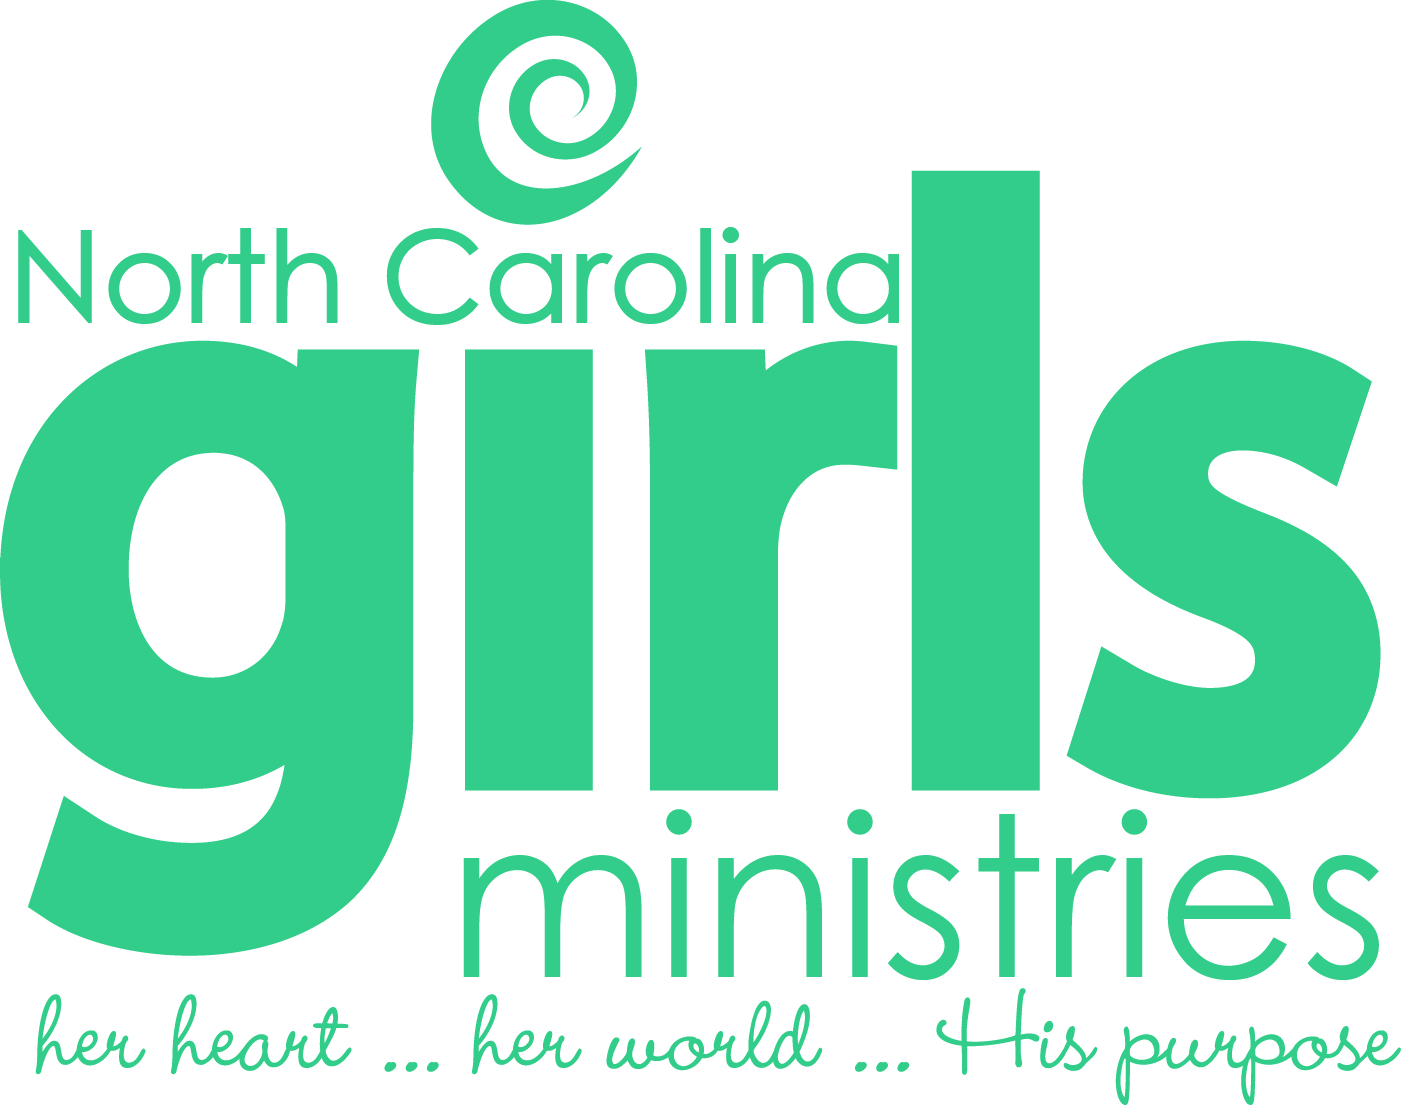 North Carolina
girls
ministries
her heart ... her world ... His purpose